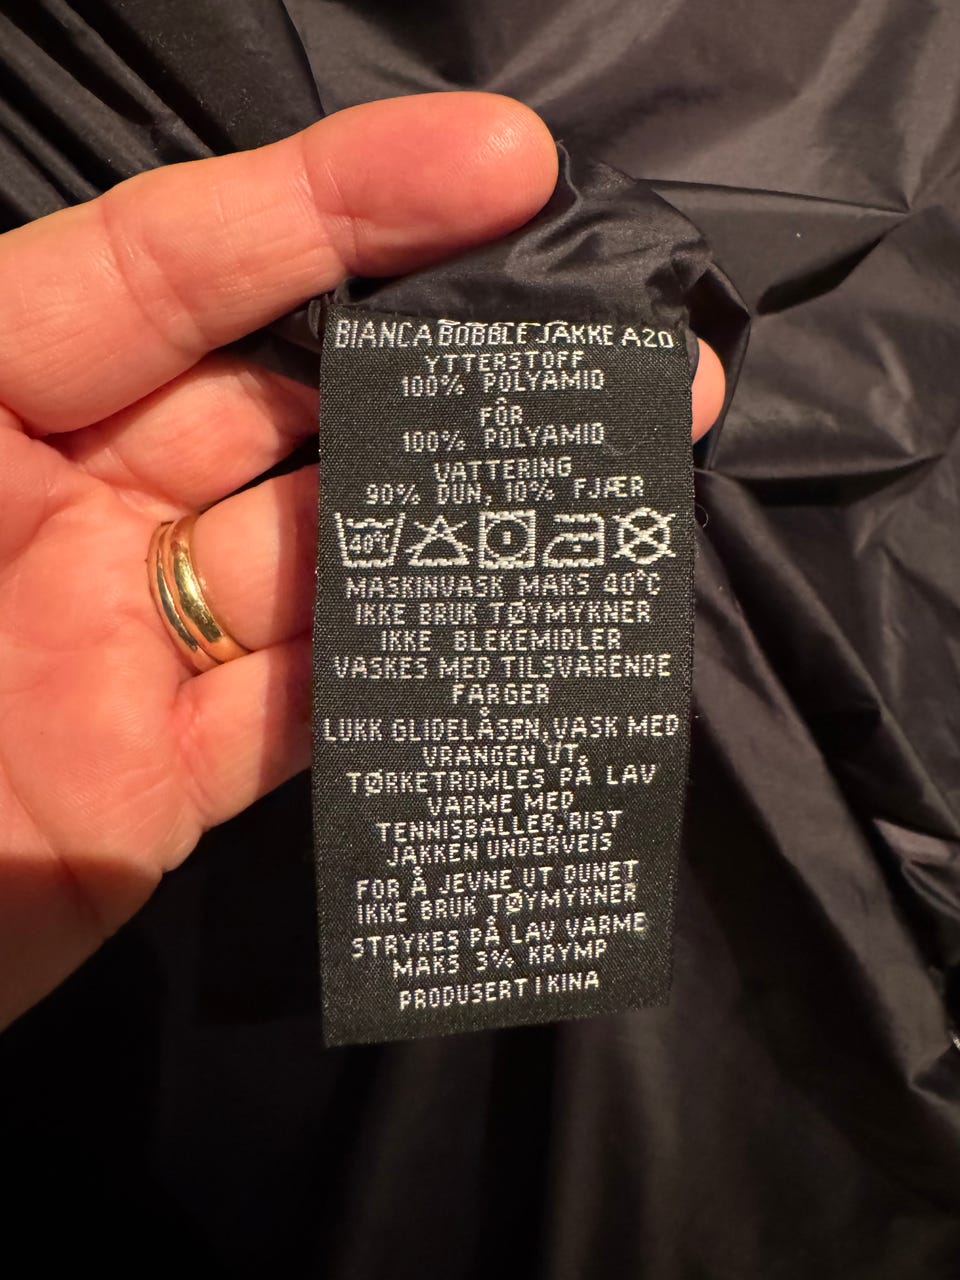 BIANCA BOBBLE JAKKE A20
YTTERSTOFF
100% POLYAMID
FÔR
100% POLYAMID
VATTERING
90% DUN, 10% FJÆR
40°C
MASKINVASK MAKS 40°C
IKKE BRUK TØYMYKNER
IKKE BLEKEMIDLER
VASKES MED TILSVARENDE
FARGER
LUKK GLIDELÅSEN,VASK MED
VRANGEN UT.
TØRKETROMLES PÅ LAV
VARME MED
TENNISBALLER,RIST
JAKKEN UNDERVEIS
FOR Å JEVNE UT DUNET
IKKE BRUK TØYMYKNER
STRYKES PÅ LAV VARME
MAKS 3% KRYMP
PRODUSERT I KINA